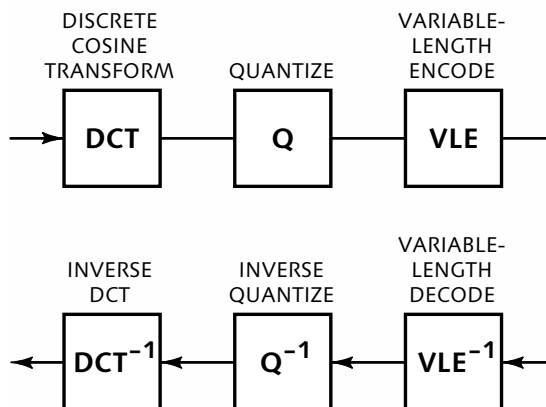 DISCRETE
COSINE
TRANSFORM
QUANTIZE
VARIABLE-
LENGTH
ENCODE
DCT
Q
VLE
INVERSE
DCT
INVERSE
QUANTIZE
VARIABLE-
LENGTH
DECODE
DCT⁻¹
Q⁻¹
VLE⁻¹